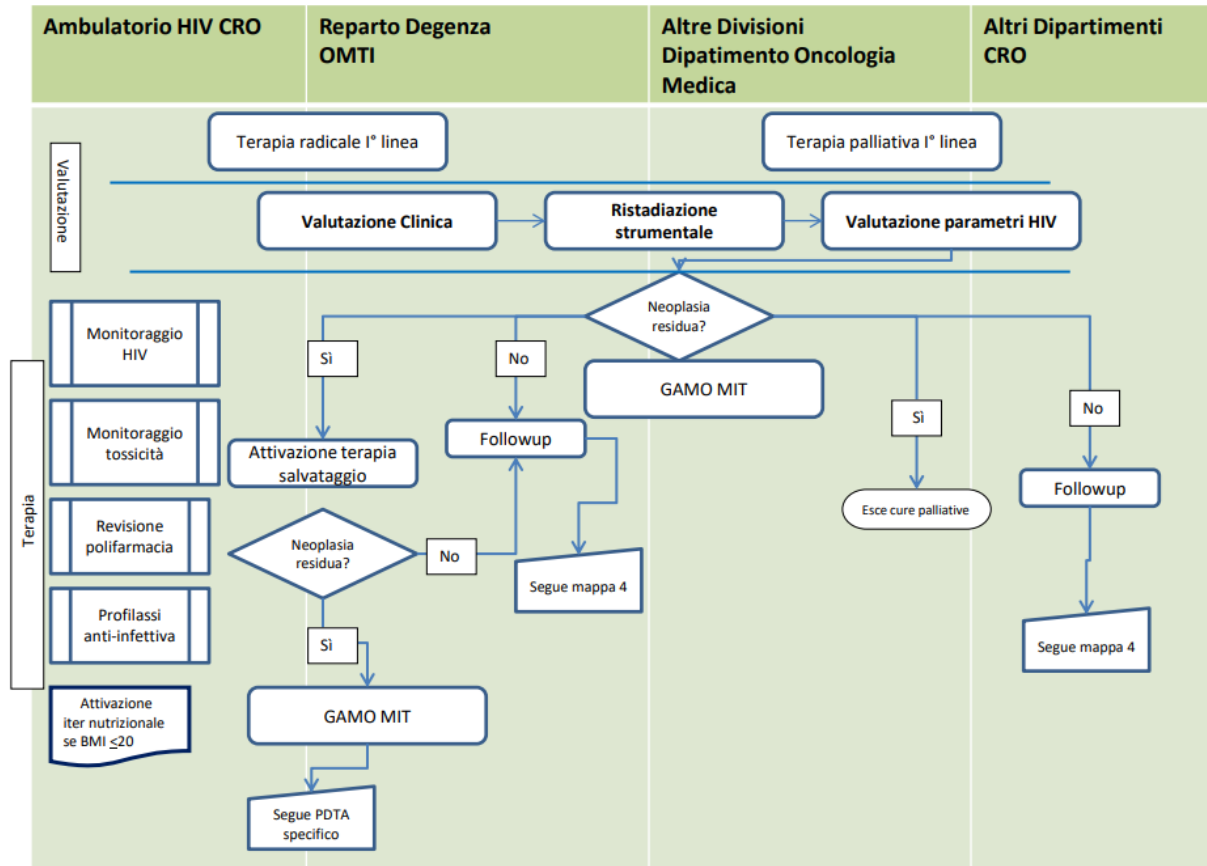 Ambulatorio HIV CRO
Reparto Degenza
OMTI
Altre Divisioni
Dipatimento Oncologia
Medica
Altri Dipartimenti
CRO
Valutazione
Terapia radicale I° linea
Terapia palliativa I° linea
Valutazione Clinica
Ristadiazione
strumentale
Valutazione parametri HIV
Terapia
Monitoraggio
HIV
Monitoraggio
tossicità
Revisione
polifarmacia
Profilassi
anti-infettiva
Attivazione
iter nutrizionale
se BMI <20
Neoplasia
residua?
GAMO MIT
Sì
No
Sì
No
Attivazione terapia
salvataggio
Followup
Esce cure palliative
Followup
Neoplasia
residua?
No
Segue mappa 4
Segue mappa 4
Sì
GAMO MIT
Segue PDTA
specifico